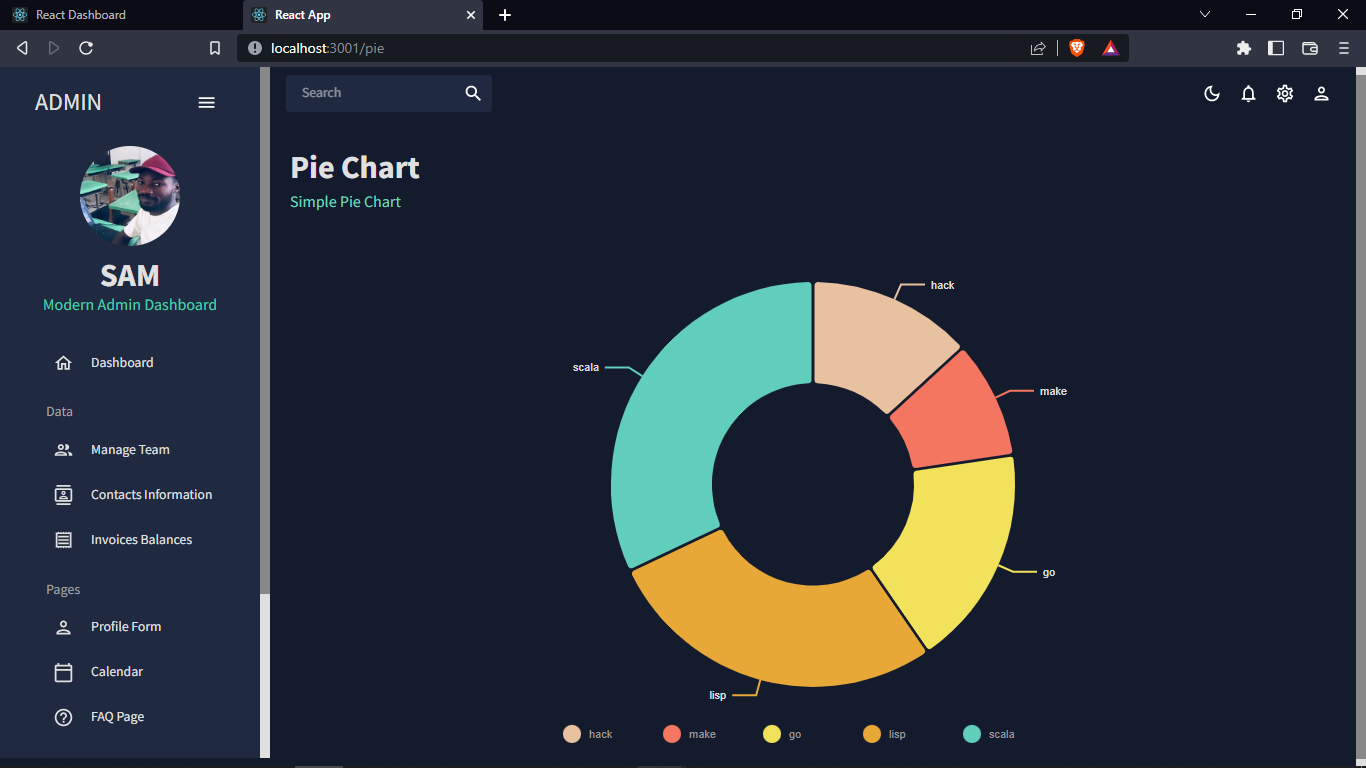 React Dashboard
React App
localhost:3001/pie
ADMIN
Search
SAM
Modern Admin Dashboard
Dashboard
Data
Manage Team
Contacts Information
Invoices Balances
Pages
Profile Form
Calendar
FAQ Page
Pie Chart
Simple Pie Chart
hack
scala
make
go
lisp
hack make go lisp scala